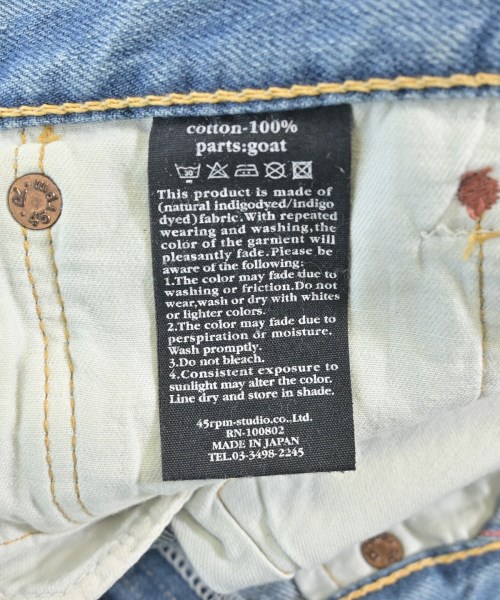 cotton-100%
parts:goat
30
This product is made of
(natural indigodyed/indigo
dyed)fabric.With repeated
wearing and washing,the
color of the garment will
pleasantly fade.Please be
aware of the following:
1.The color may fade due to
washing or friction.Do not
wear,wash or dry with whites
or lighter colors.
2.The color may fade due to
perspiration or moisture.
Wash promptly.
3.Do not bleach.
4.Consistent exposure to
sunlight may alter the color.
Line dry and store in shade.
45rpm-studio.co.,Ltd.
RN-100802
MADE IN JAPAN
TEL.03-3498-2245